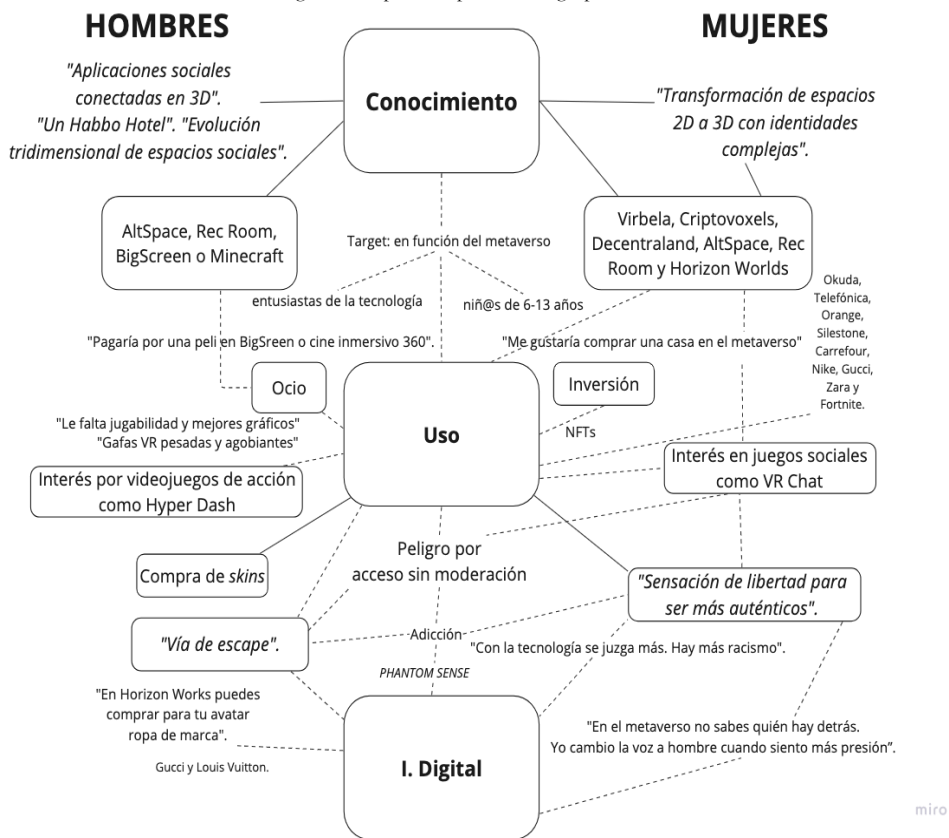 HOMBRES
MUJERES
"Aplicaciones sociales
conectadas en 3D".
"Un Habbo Hotel". "Evolución
tridimensional de espacios sociales".
Conocimiento
"Transformación de espacios
2D a 3D con identidades
complejas".
AltSpace, Rec Room,
BigScreen o Minecraft
Target: en función del metaverso
Virbela, Criptovoxels,
Decentraland, AltSpace, Rec
Room y Horizon Worlds
entusiastas de la tecnología
niñ@s de 6-13 años
Okuda,
Telefónica,
Orange,
Silestone,
Carrefour,
Nike, Gucci,
Zara y
Fortnite.
"Pagaría por una peli en BigSreen o cine inmersivo 360".
"Me gustaría comprar una casa en el metaverso"
Ocio
Uso
Inversión
NFTs
"Le falta jugabilidad y mejores gráficos"
"Gafas VR pesadas y agobiantes"
Interés por videojuegos de acción
como Hyper Dash
Interés en juegos sociales
como VR Chat
Compra de skins
Peligro por
acceso sin moderación
"Sensación de libertad para
ser más auténticos".
"Vía de escape".
Adicción
"Con la tecnología se juzga más. Hay más racismo".
PHANTOM SENSE
"En Horizon Works puedes
comprar para tu avatar
ropa de marca".
Gucci y Louis Vuitton.
I. Digital
"En el metaverso no sabes quién hay detrás.
Yo cambio la voz a hombre cuando siento más presión”.
miro